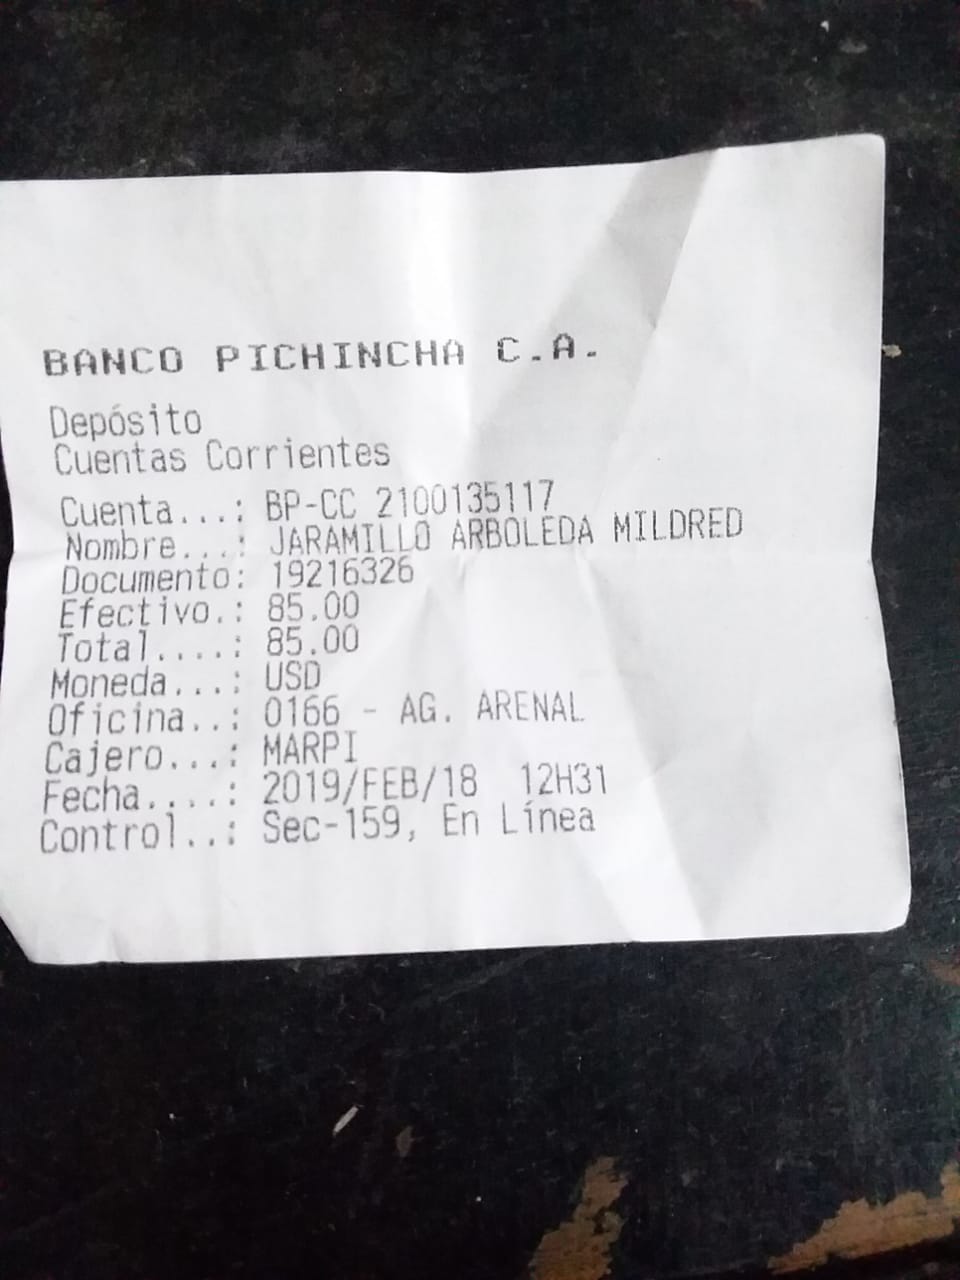 BANCO PICHINCHA C.A.
Depósito
Cuentas Corrientes
Cuenta...: BP-CC 2100135117
Nombre...: JARAMILLO ARBOLEDA MILDRED
Documento: 19216326
Efectivo.: 85.00
Total....: 85.00
Moneda...: USD
Oficina..: 0166 - AG. ARENAL
Cajero...: MARPI
Fecha....: 2019/FEB/18 12H31
Control..: Sec-159, En Línea